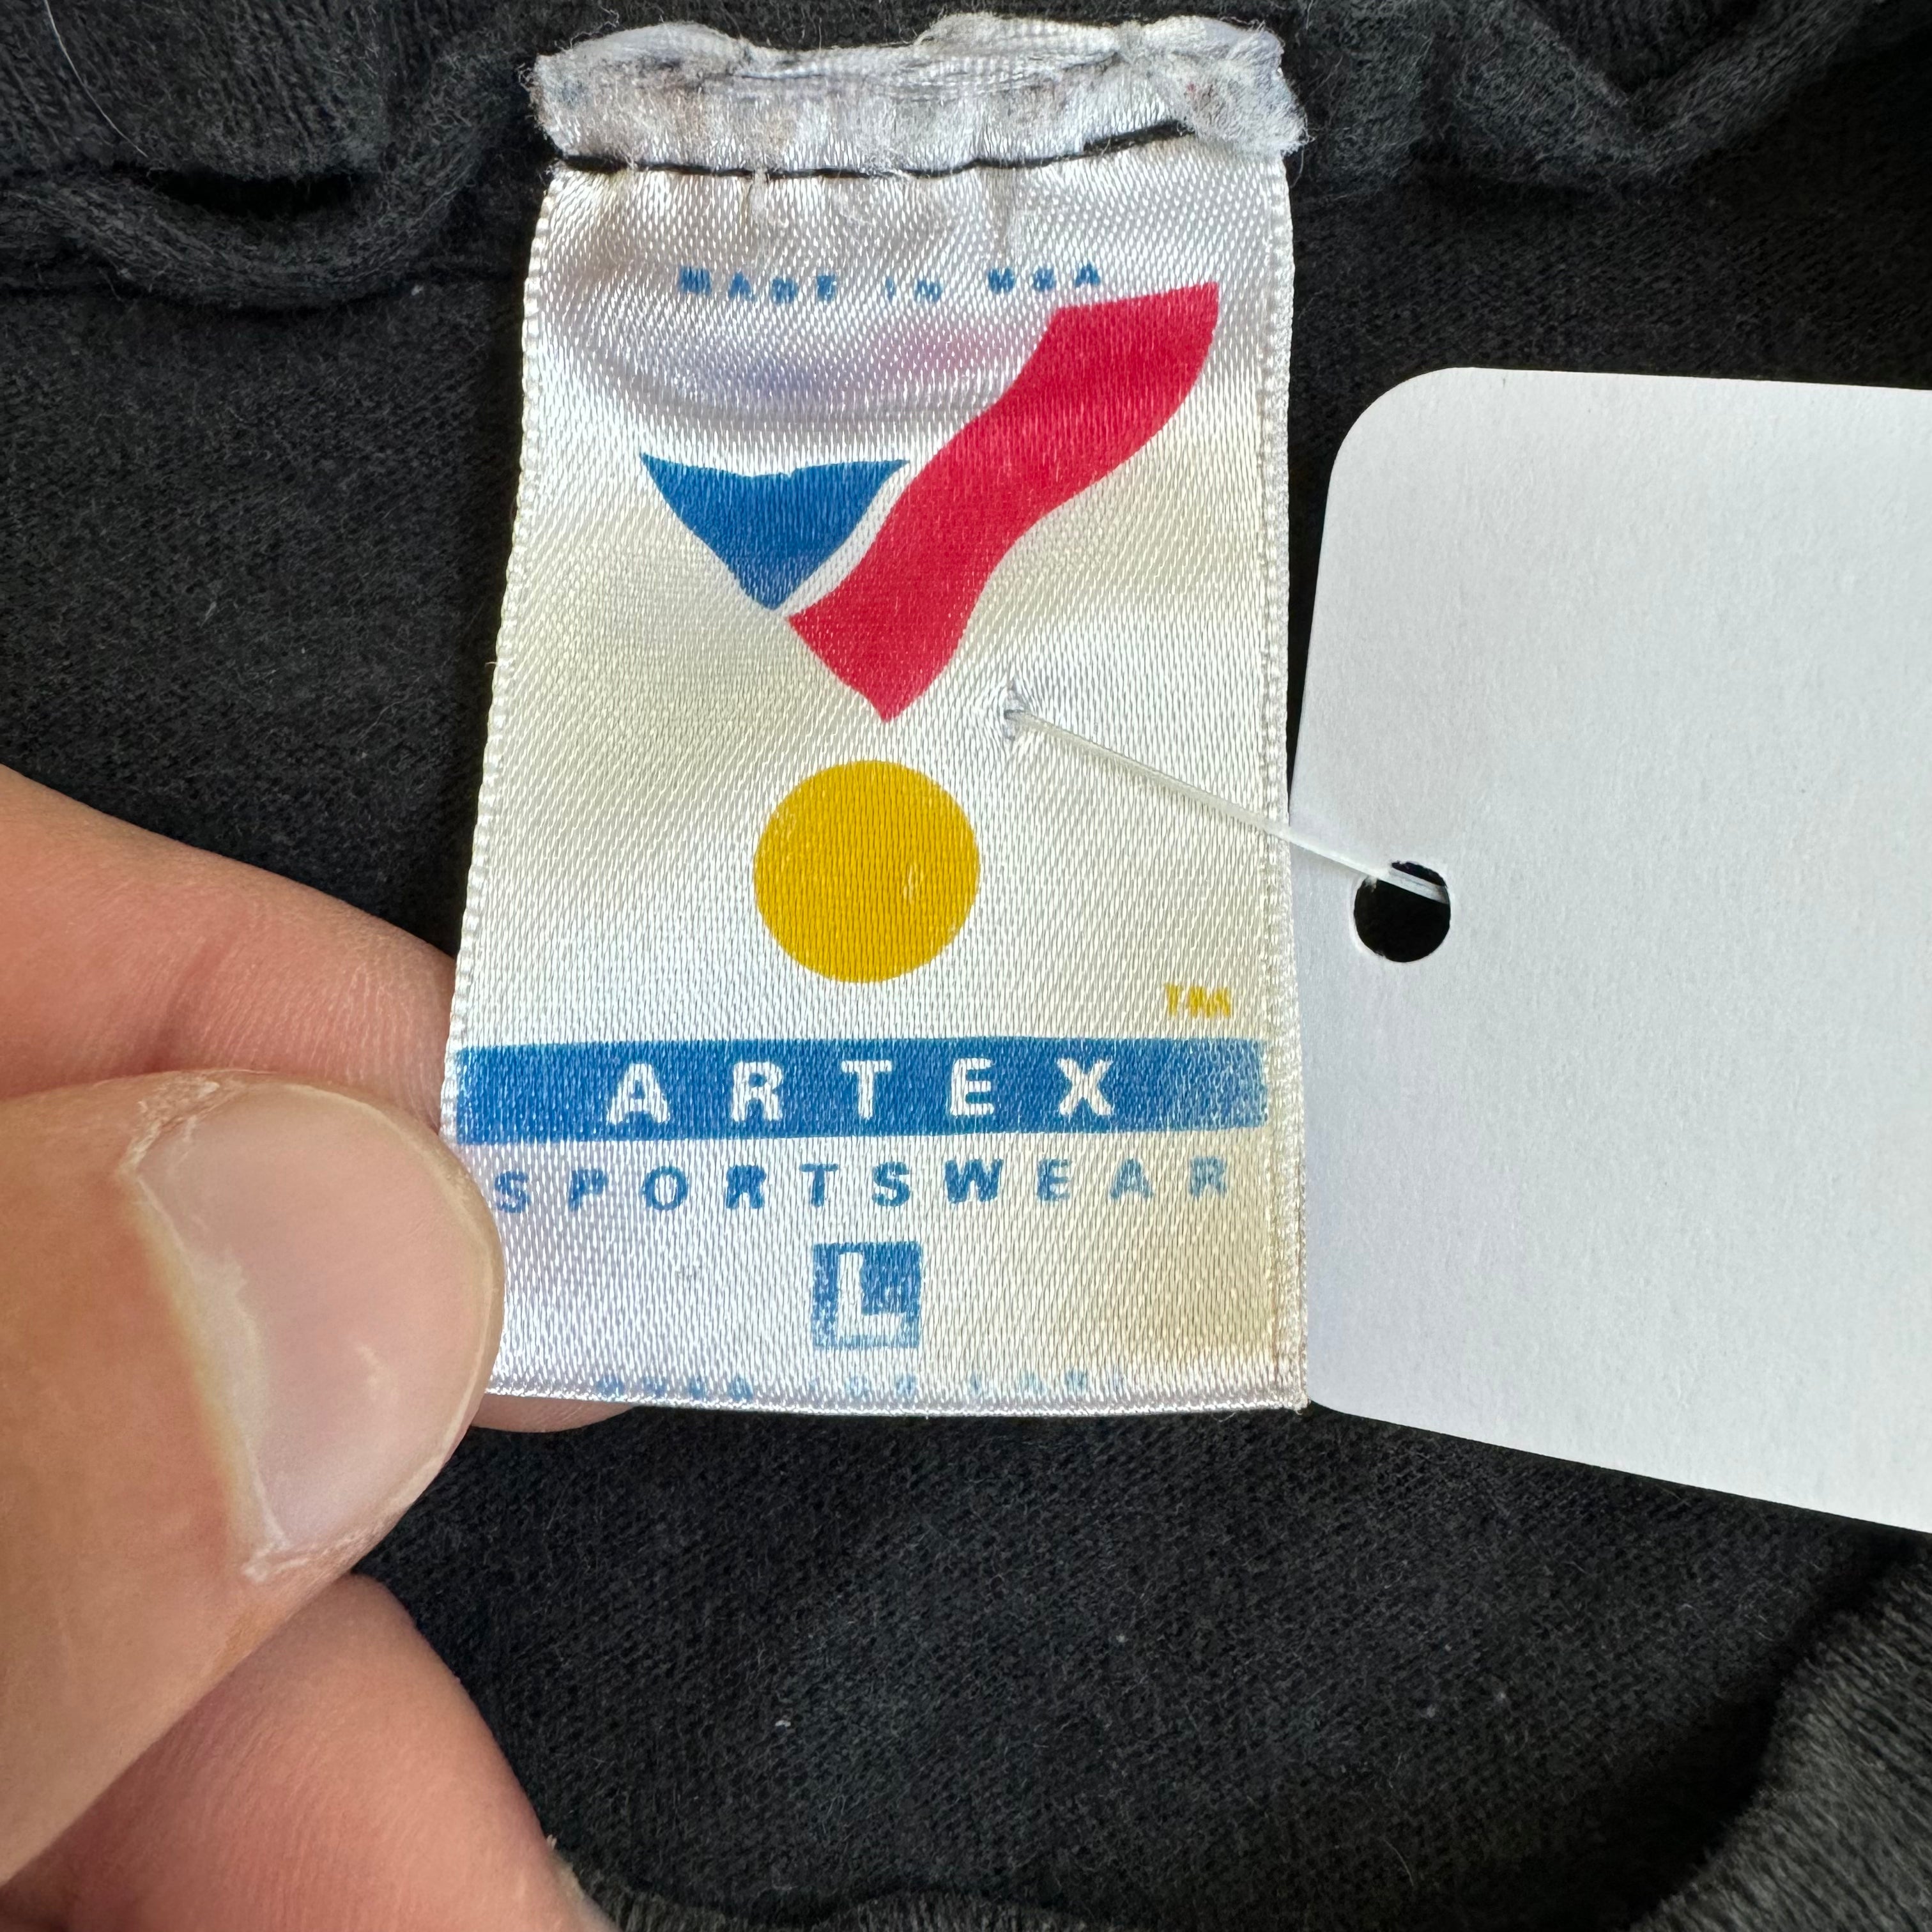 MADE IN USA
TM
ARTEX
SPORTSWEAR
L